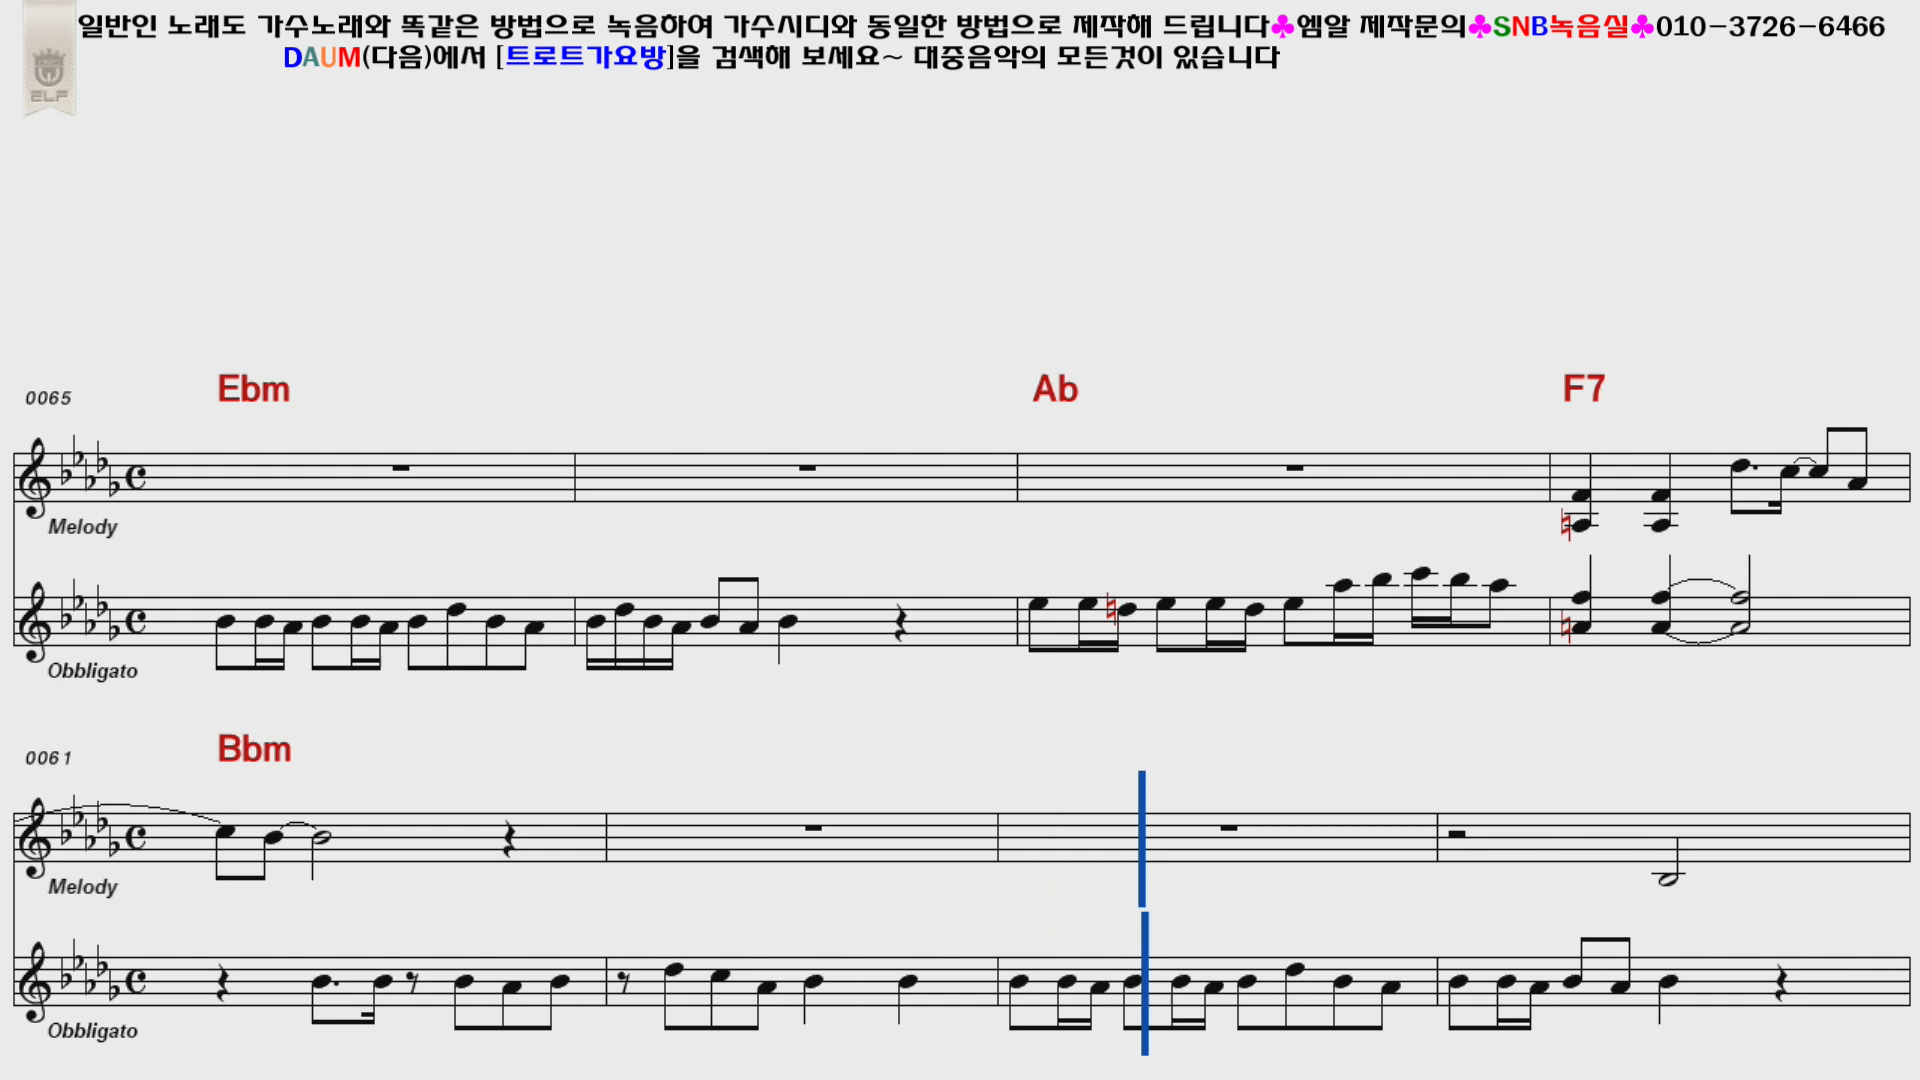 일반인 노래도 가수노래와 똑같은 방법으로 녹음하여 가수시디와 동일한 방법으로 제작해 드립니다♣엠알 제작문의♣SNB녹음실♣010-3726-6466
DAUM(다음)에서 [트로트가요방]을 검색해 보세요~ 대중음악의 모든것이 있습니다
ELF
0065 Ebm Ab F7
Melody
Obbligato
0061 Bbm
Melody
Obbligato